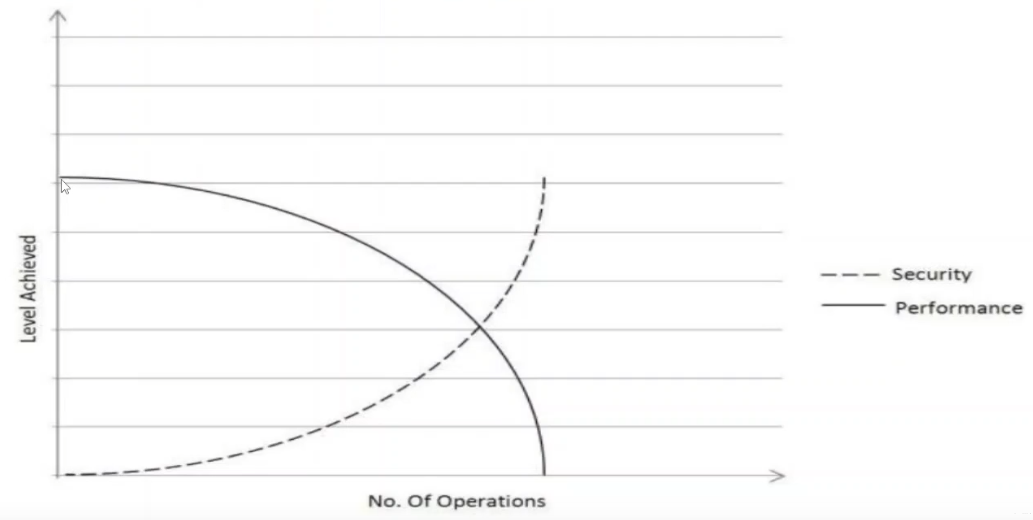 Level Achieved
Security
Performance
No. Of Operations